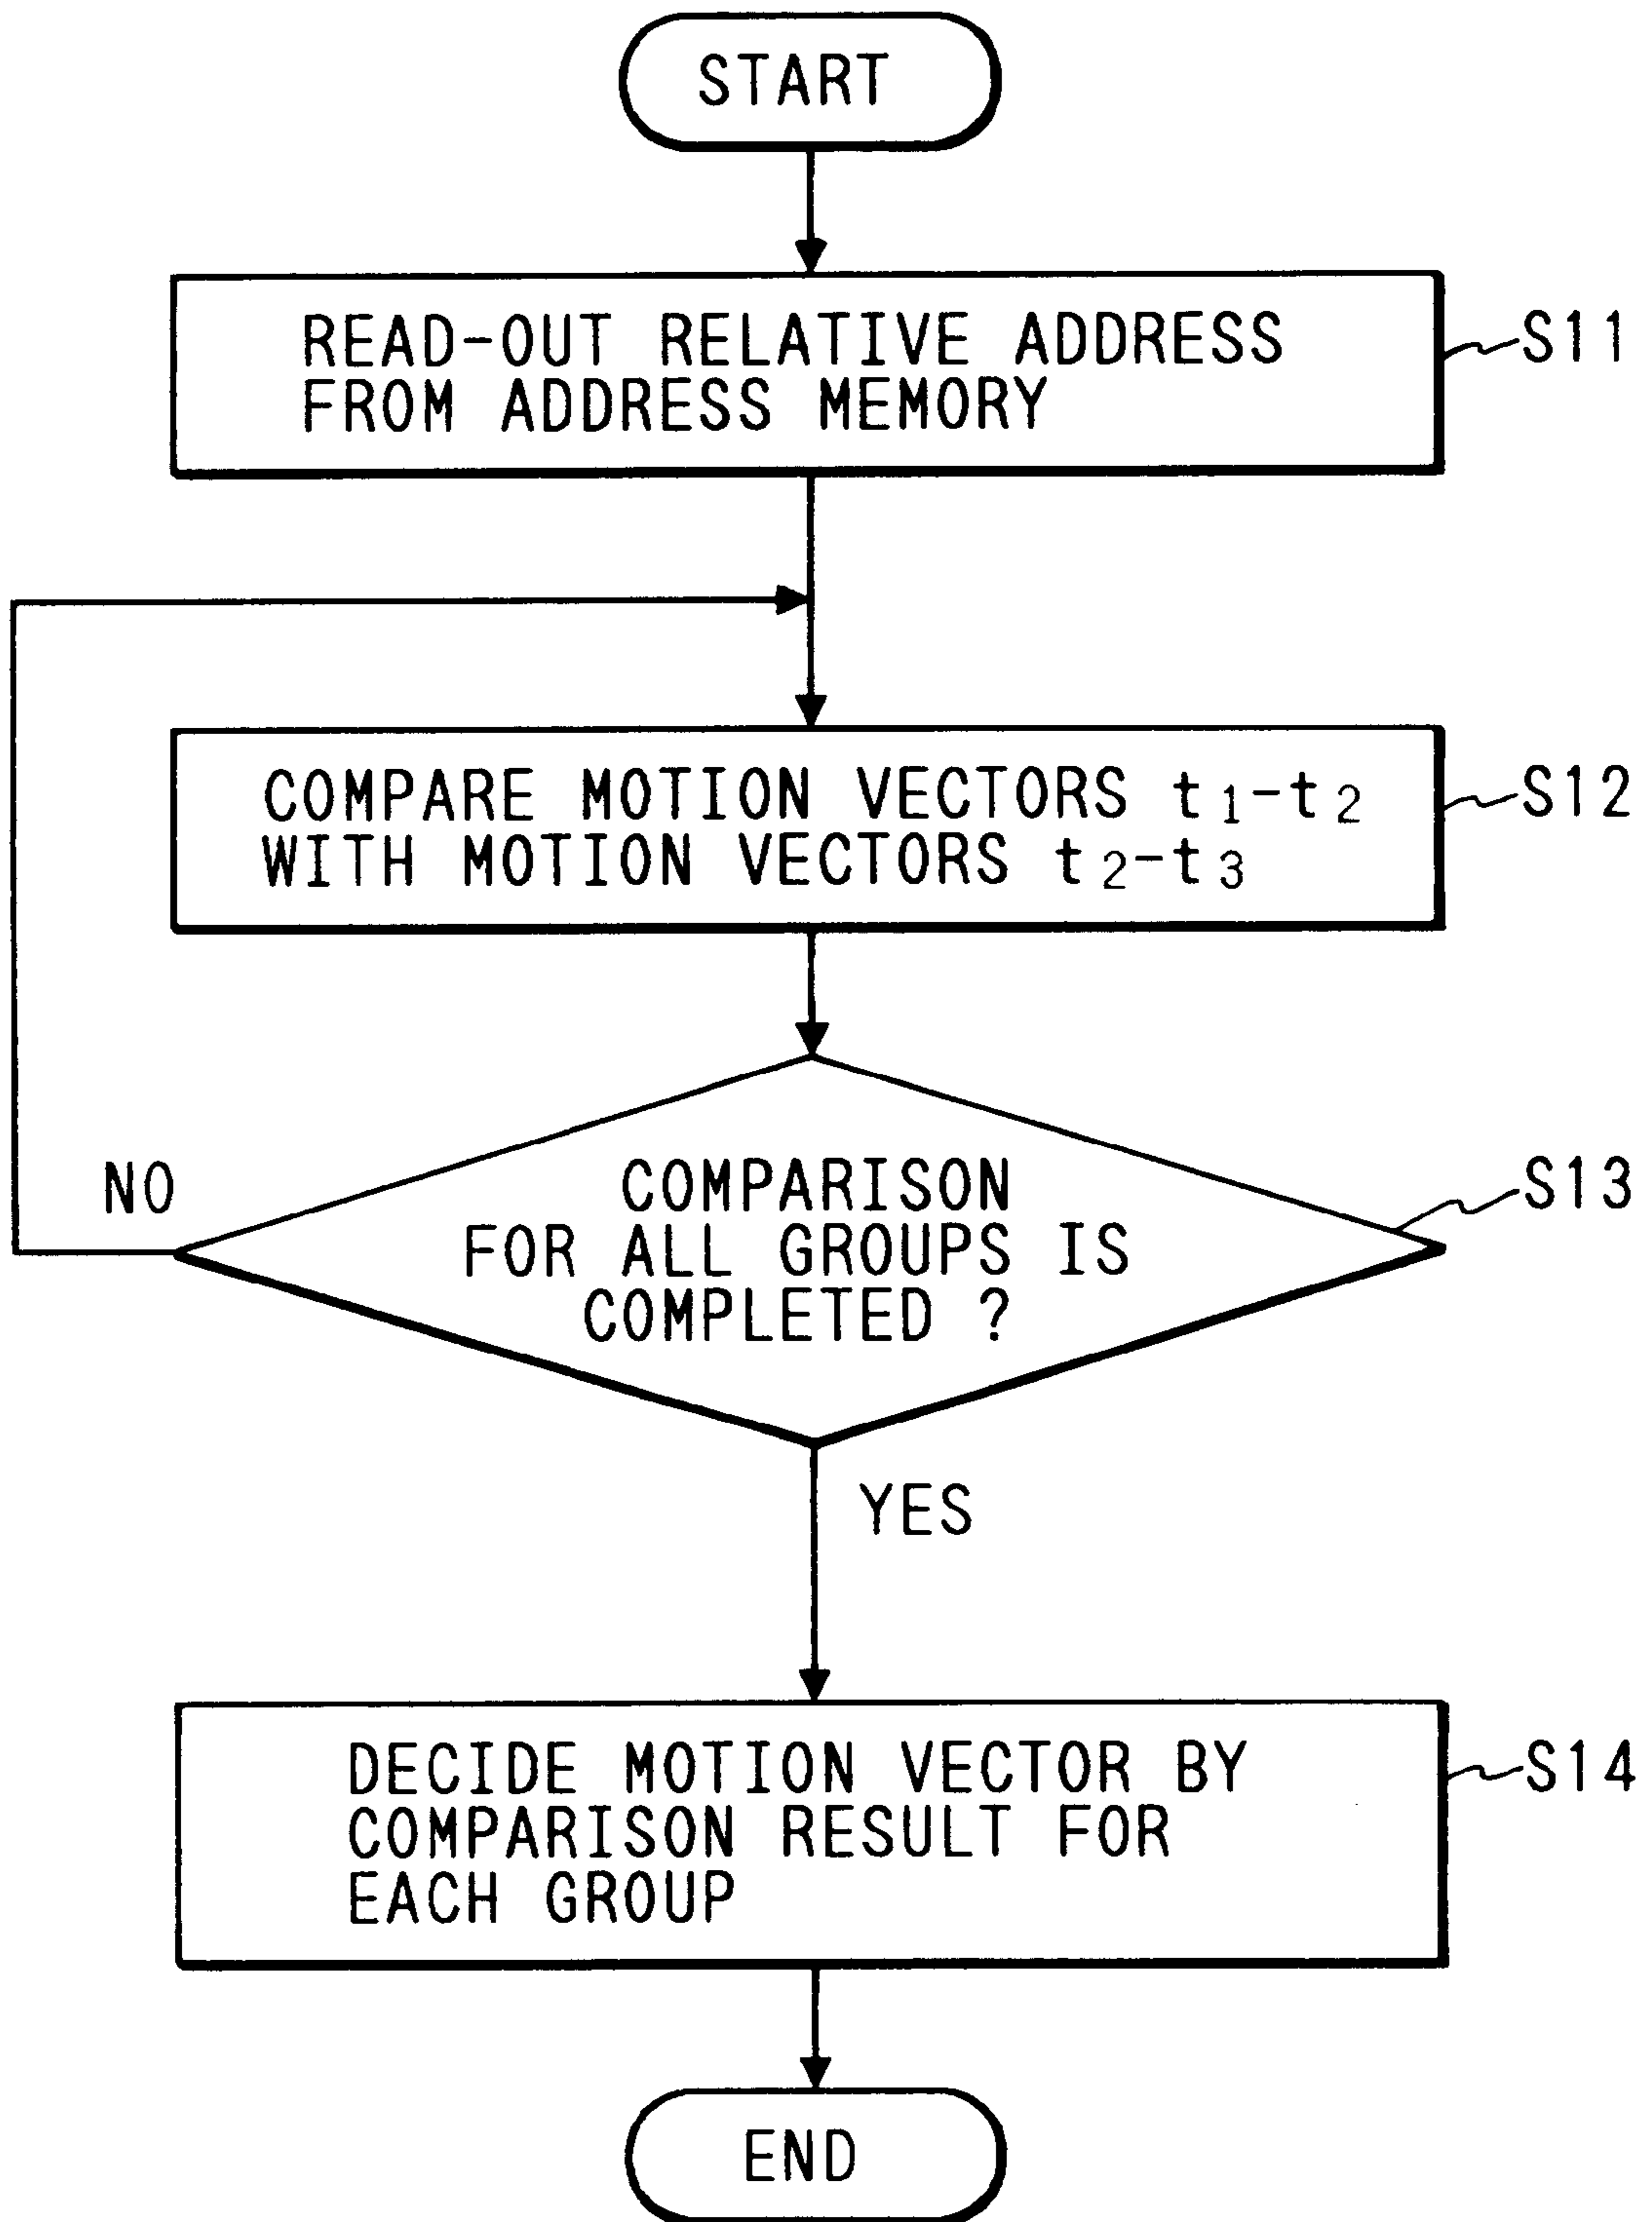 START
READ-OUT RELATIVE ADDRESS
FROM ADDRESS MEMORY
S11
COMPARE MOTION VECTORS t1-t2
WITH MOTION VECTORS t2-t3
S12
NO
COMPARISON
FOR ALL GROUPS IS
COMPLETED ?
S13
YES
DECIDE MOTION VECTOR BY
COMPARISON RESULT FOR
EACH GROUP
S14
END